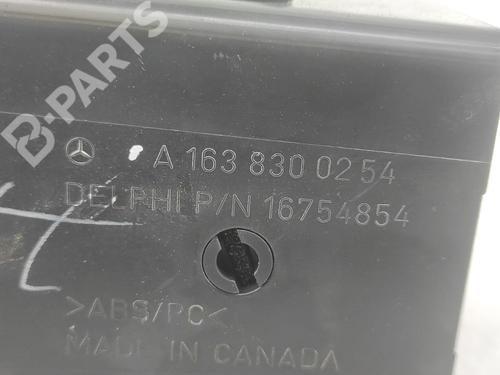 B-PARTS
A 163 830 02 54
DELPHI P/N 16754854
>ABS/PC<
MADE IN CANADA